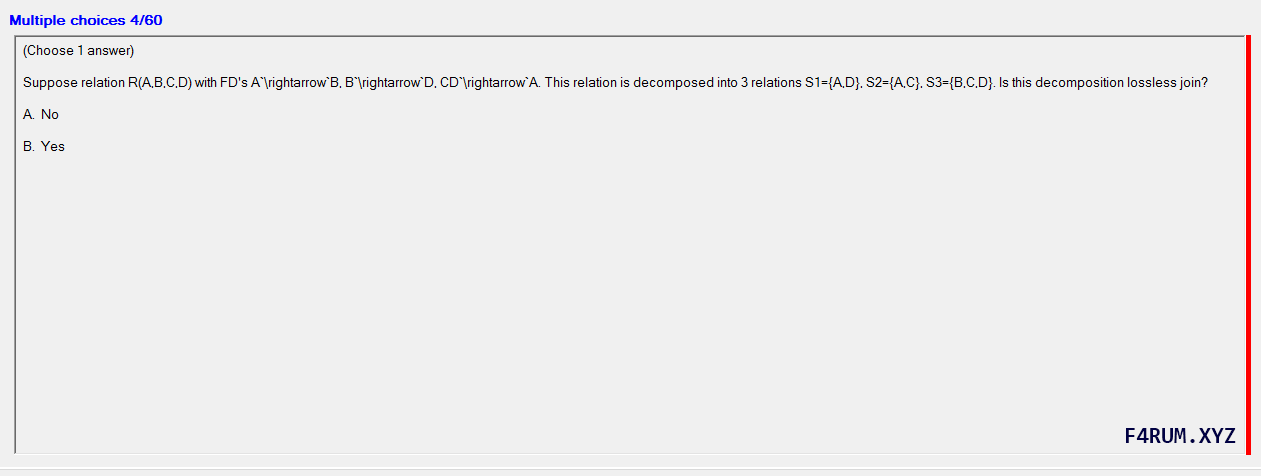 Multiple choices 4/60
(Choose 1 answer)
Suppose relation R(A,B,C,D) with FD's A`\rightarrow`B, B`\rightarrow`D, CD`\rightarrow`A. This relation is decomposed into 3 relations S1={A,D}, S2={A,C}, S3={B,C,D}. Is this decomposition lossless join?
A. No
B. Yes
F4RUM.XYZ